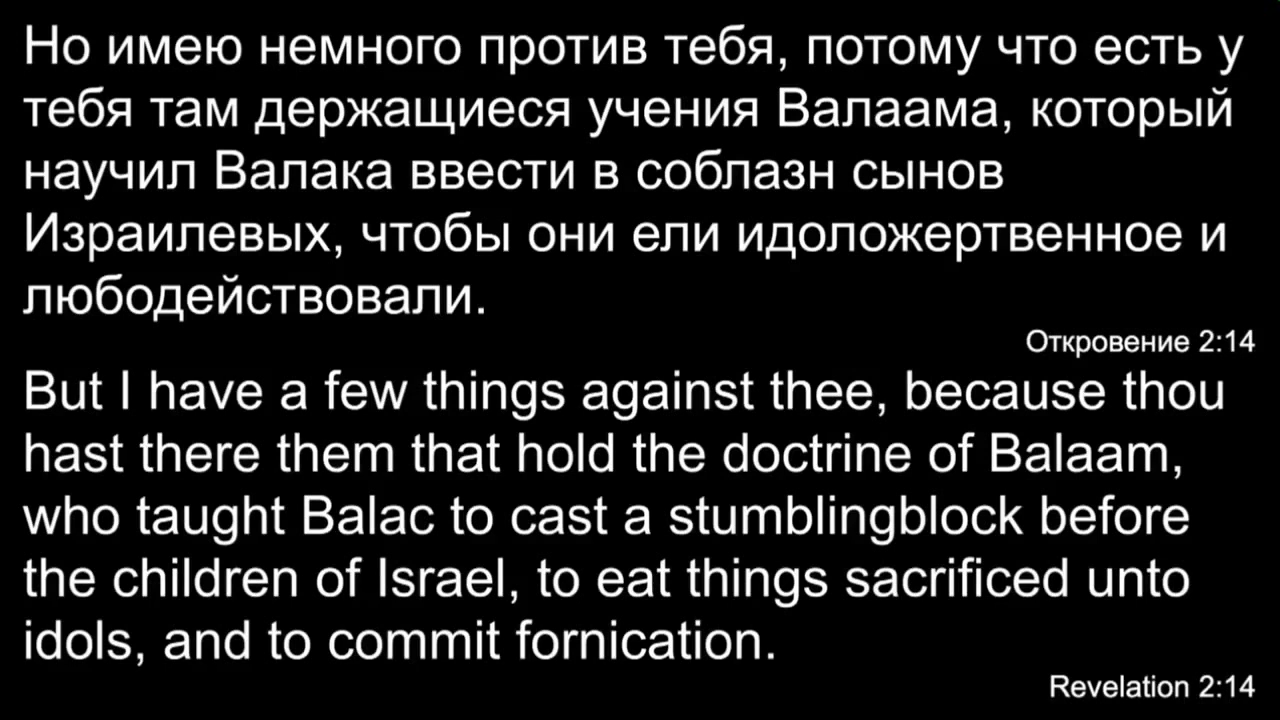 Но имею немного против тебя, потому что есть у
тебя там держащиеся учения Валаама, который
научил Валака ввести в соблазн сынов
Израилевых, чтобы они ели идоложертвенное и
любодействовали.
Откровение 2:14
But I have a few things against thee, because thou
hast there them that hold the doctrine of Balaam,
who taught Balac to cast a stumblingblock before
the children of Israel, to eat things sacrificed unto
idols, and to commit fornication.
Revelation 2:14